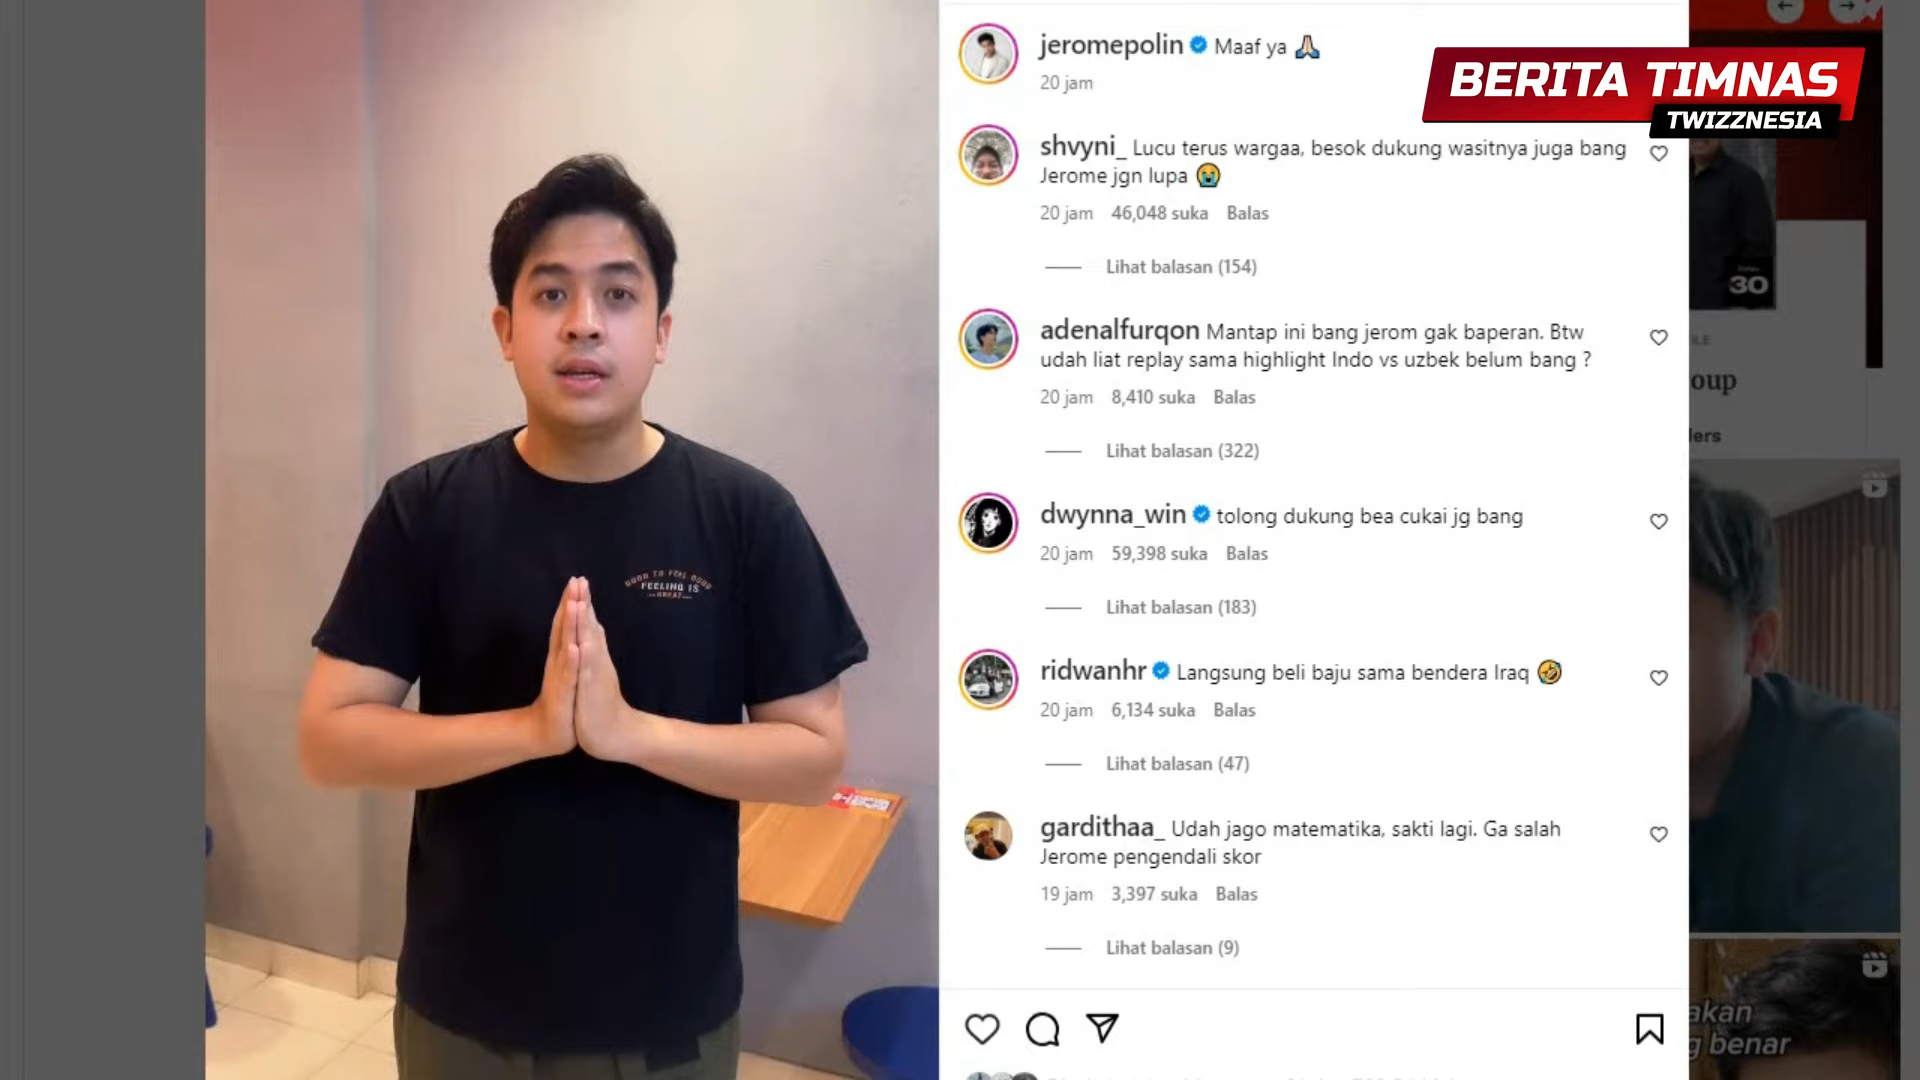 jeromepolin Maaf ya 🙏🏻
20 jam
BERITA TIMNAS
TWIZZNESIA
shvyni_ Lucu terus wargaa, besok dukung wasitnya juga bang
Jerome jgn lupa 😭
20 jam 46,048 suka Balas
Lihat balasan (154)
30
adenalfurqon Mantap ini bang jerom gak baperan. Btw
udah liat replay sama highlight Indo vs uzbek belum bang ?
20 jam 8,410 suka Balas
Lihat balasan (322)
oup
lers
dwynna_win tolong dukung bea cukai jg bang
20 jam 59,398 suka Balas
Lihat balasan (183)
GOOD TO FEEL GOOD
FEELING IS
GREAT
ridwanhr Langsung beli baju sama bendera Iraq 🤣
20 jam 6,134 suka Balas
Lihat balasan (47)
gardithaa_ Udah jago matematika, sakti lagi. Ga salah
Jerome pengendali skor
19 jam 3,397 suka Balas
Lihat balasan (9)
akan
g benar